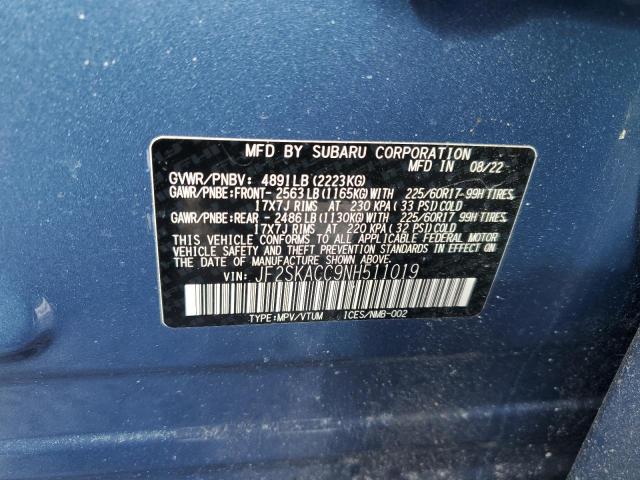 MFD BY SUBARU CORPORATION
MFD IN 08/22
GVWR/PNBV: 4891LB (2223KG)
GAWR/PNBE:FRONT- 2563LB (1165KG) WITH 225/60R17-99H TIRES,
17X7J RIMS AT 230 KPA (33 PSI) COLD
GAWR/PNBE:REAR - 2486LB (1130KG) WITH 225/60R17 99H TIRES,
17X7J RIMS AT 220 KPA (32 PSI) COLD
THIS VEHICLE CONFORMS TO ALL APPLICABLE FEDERAL MOTOR
VEHICLE SAFETY AND THEFT PREVENTION STANDARDS IN EFFECT
ON THE DATE OF MANUFACTURE SHOWN ABOVE.
VIN: JF2SKACC9NH511019
TYPE:MPV/VTUM ICES/NMB-002